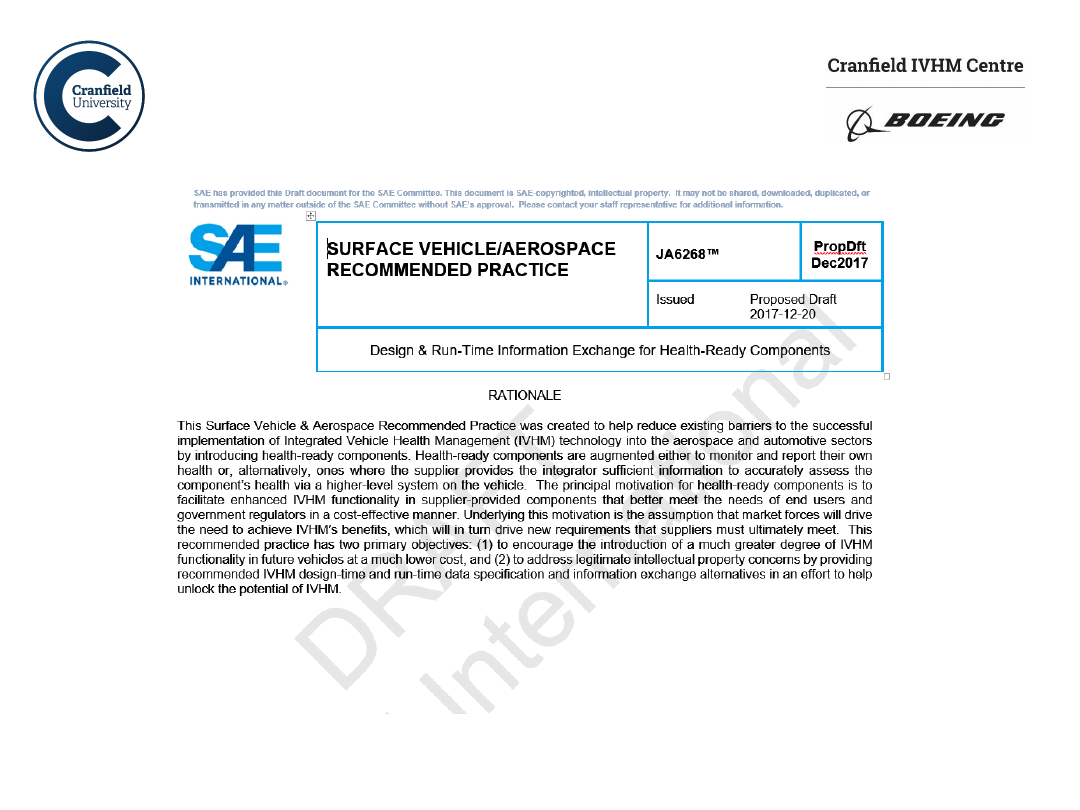 Cranfield
University
Cranfield IVHM Centre
BOEING
SAE has provided this Draft document for the SAE Committee. This document is SAE-copyrighted, intellectual property.  It may not be shared, downloaded, duplicated, or
transmitted in any matter outside of the SAE Committee without SAE's approval.  Please contact your staff representative for additional information.
SAE
INTERNATIONAL®
SURFACE VEHICLE/AEROSPACE
RECOMMENDED PRACTICE
JA6268™
PropDft
Dec2017
Issued
Proposed Draft
2017-12-20
Design & Run-Time Information Exchange for Health-Ready Components
RATIONALE
This Surface Vehicle & Aerospace Recommended Practice was created to help reduce existing barriers to the successful
implementation of Integrated Vehicle Health Management (IVHM) technology into the aerospace and automotive sectors
by introducing health-ready components. Health-ready components are augmented either to monitor and report their own
health or, alternatively, ones where the supplier provides the integrator sufficient information to accurately assess the
component's health via a higher-level system on the vehicle.  The principal motivation for health-ready components is to
facilitate enhanced IVHM functionality in supplier-provided components that better meet the needs of end users and
government regulators in a cost-effective manner. Underlying this motivation is the assumption that market forces will drive
the need to achieve IVHM's benefits, which will in turn drive new requirements that suppliers must ultimately meet.  This
recommended practice has two primary objectives: (1) to encourage the introduction of a much greater degree of IVHM
functionality in future vehicles at a much lower cost, and (2) to address legitimate intellectual property concerns by providing
recommended IVHM design-time and run-time data specification and information exchange alternatives in an effort to help
unlock the potential of IVHM.
DRAFT
International